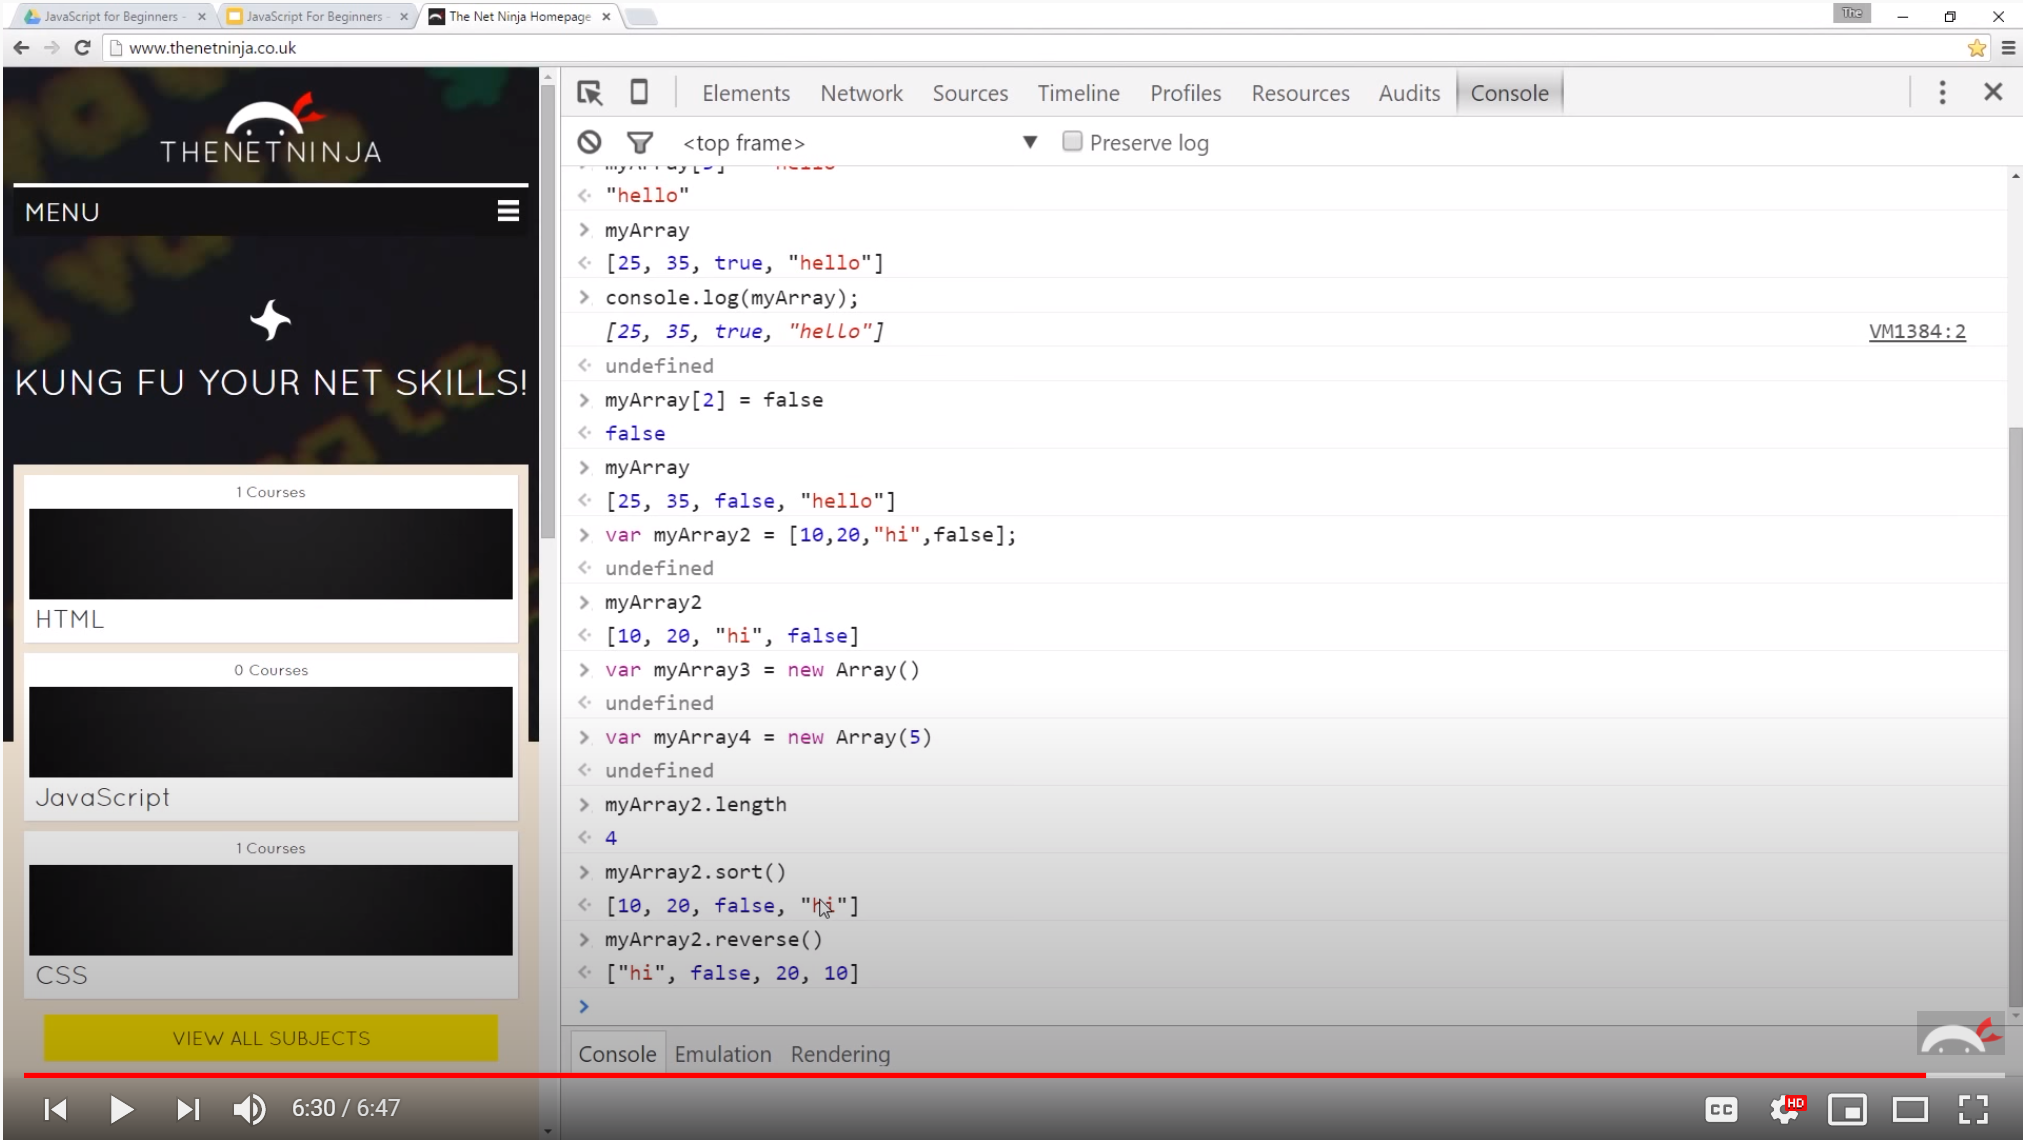 JavaScript for Beginners -
JavaScript For Beginners -
The Net Ninja Homepage
The
www.thenetninja.co.uk
THENETNINJA
MENU
KUNG FU YOUR NET SKILLS!
1 Courses
HTML
0 Courses
JavaScript
1 Courses
CSS
VIEW ALL SUBJECTS
Elements Network Sources Timeline Profiles Resources Audits Console
<top frame> Preserve log
"hello"
myArray
[25, 35, true, "hello"]
console.log(myArray);
[25, 35, true, "hello"] VM1384:2
undefined
myArray[2] = false
false
myArray
[25, 35, false, "hello"]
var myArray2 = [10,20,"hi",false];
undefined
myArray2
[10, 20, "hi", false]
var myArray3 = new Array()
undefined
var myArray4 = new Array(5)
undefined
myArray2.length
4
myArray2.sort()
[10, 20, false, "hi"]
myArray2.reverse()
["hi", false, 20, 10]
Console Emulation Rendering
6:30 / 6:47
CC
HD